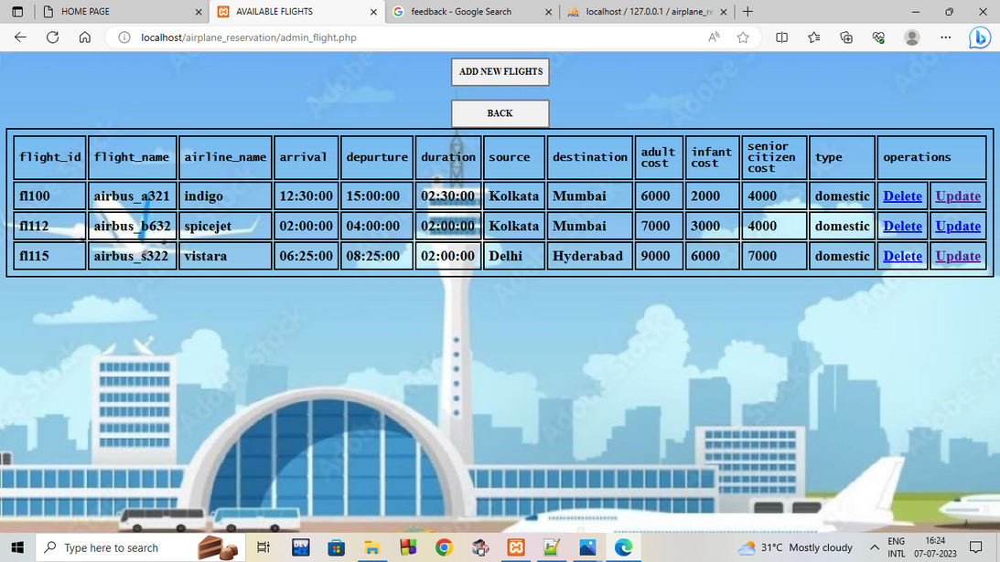 HOME PAGE
AVAILABLE FLIGHTS
feedback - Google Search
localhost / 127.0.0.1 / airplane_re
localhost/airplane_reservation/admin_flight.php
ADD NEW FLIGHTS
BACK
flight_id flight_name airline_name arrival depurture duration source destination adult cost infant cost senior citizen cost type operations
fl100 airbus_a321 indigo 12:30:00 15:00:00 02:30:00 Kolkata Mumbai 6000 2000 4000 domestic Delete Update
fl112 airbus_b632 spicejet 02:00:00 04:00:00 02:00:00 Kolkata Mumbai 7000 3000 4000 domestic Delete Update
fl115 airbus_s322 vistara 06:25:00 08:25:00 02:00:00 Delhi Hyderabad 9000 6000 7000 domestic Delete Update
Adobe Stock
Type here to search
DEV
31°C Mostly cloudy
ENG
INTL
16:24
07-07-2023